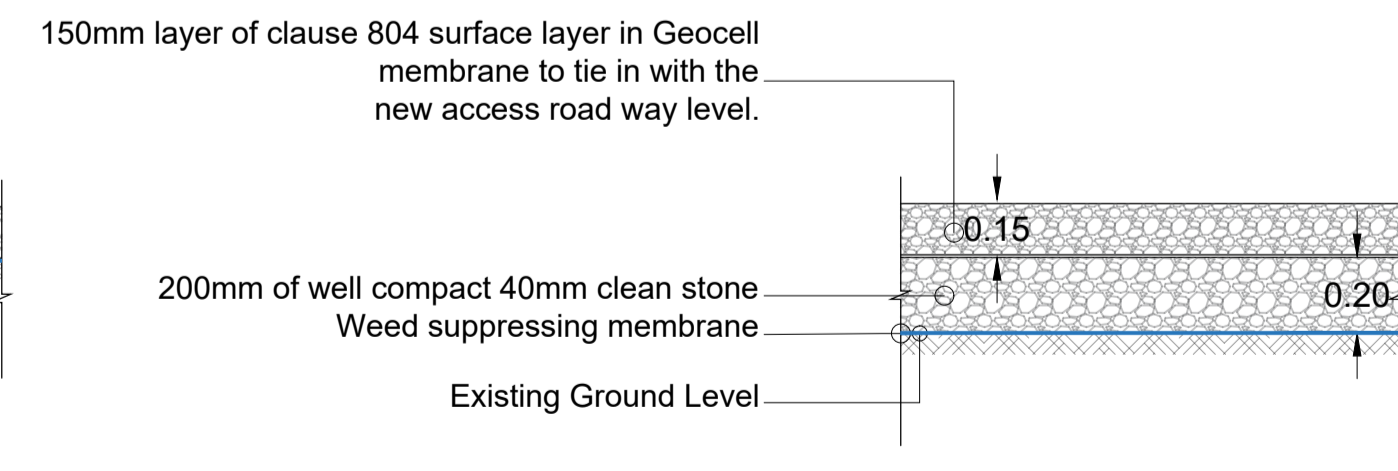 150mm layer of clause 804 surface layer in Geocell
membrane to tie in with the
new access road way level.
0.15
200mm of well compact 40mm clean stone
0.20
Weed suppressing membrane
Existing Ground Level